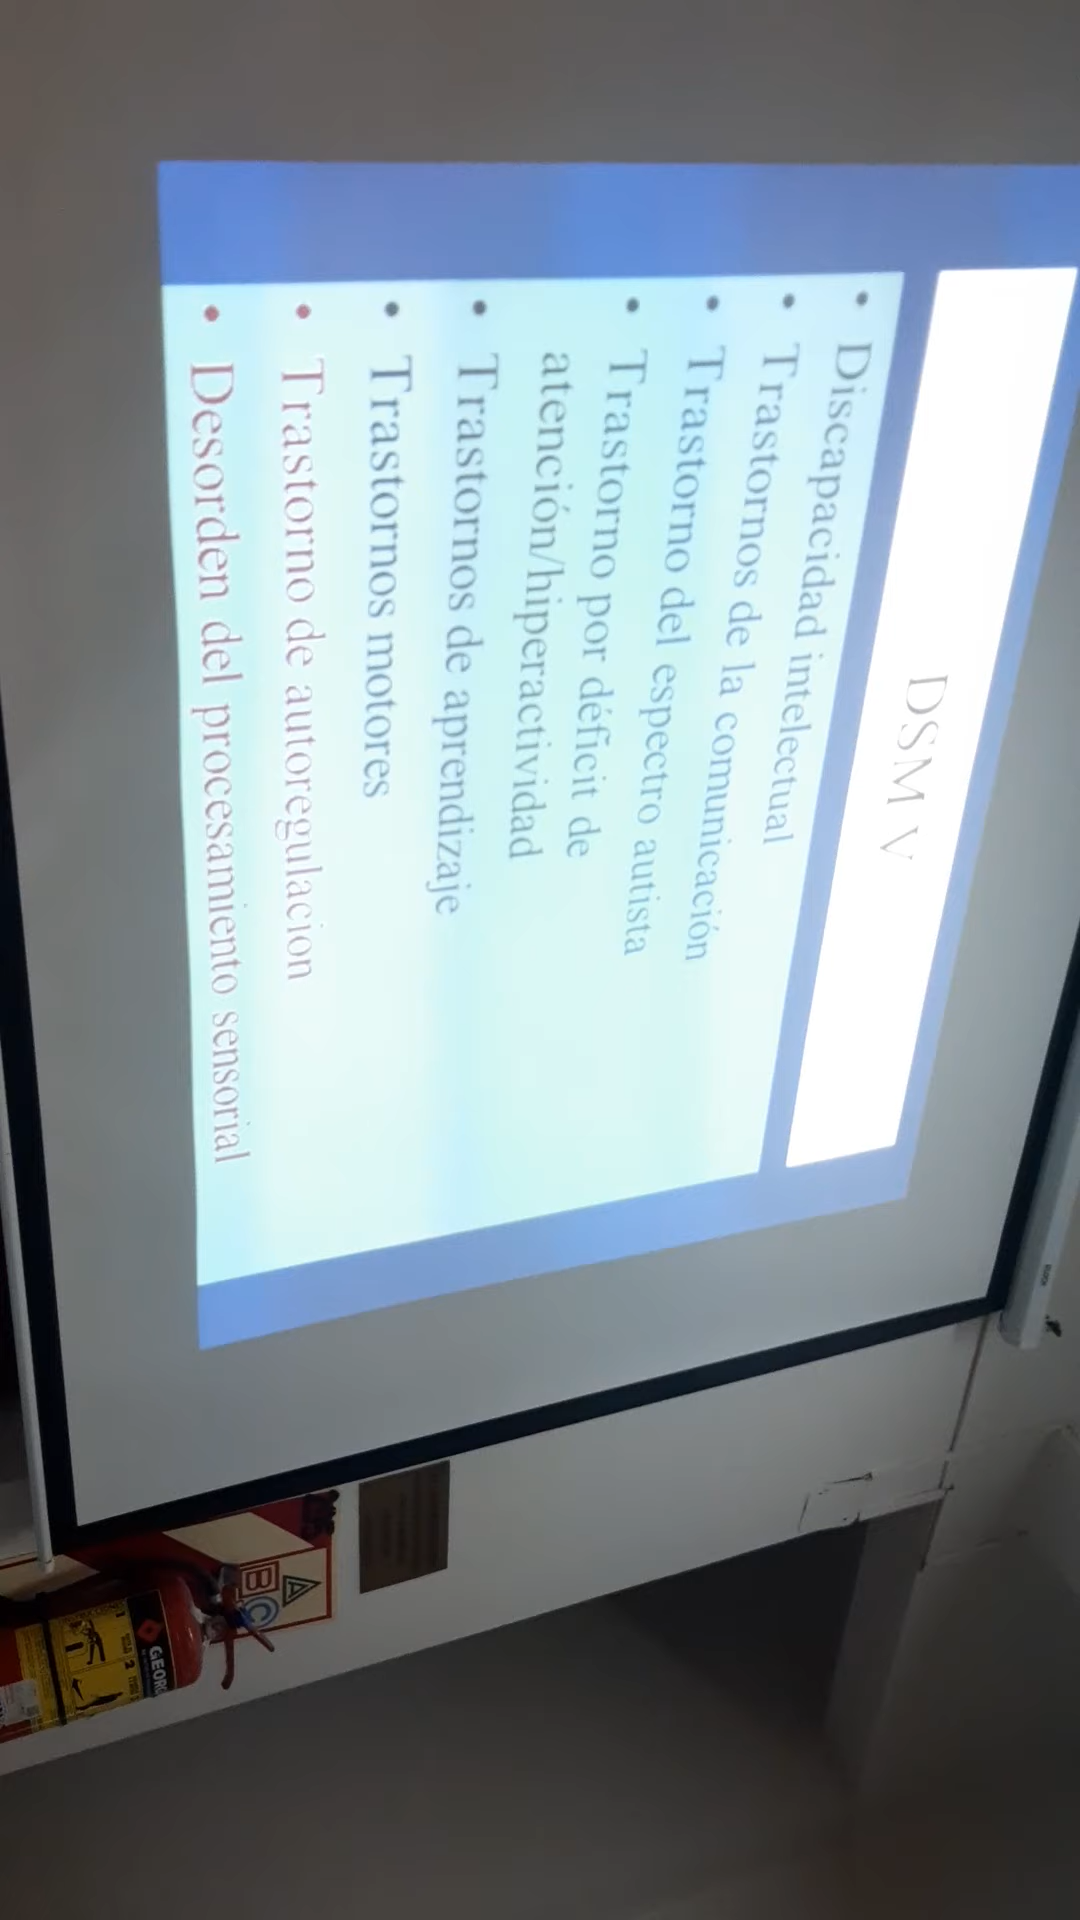 DSM V
• Discapacidad intelectual
• Trastornos de la comunicación
• Trastorno del espectro autista
• Trastorno por déficit de
atención/hiperactividad
• Trastornos de aprendizaje
• Trastornos motores
• Trastorno de autoregulacion
• Desorden del procesamiento sensorial
A
B
C
GEOR